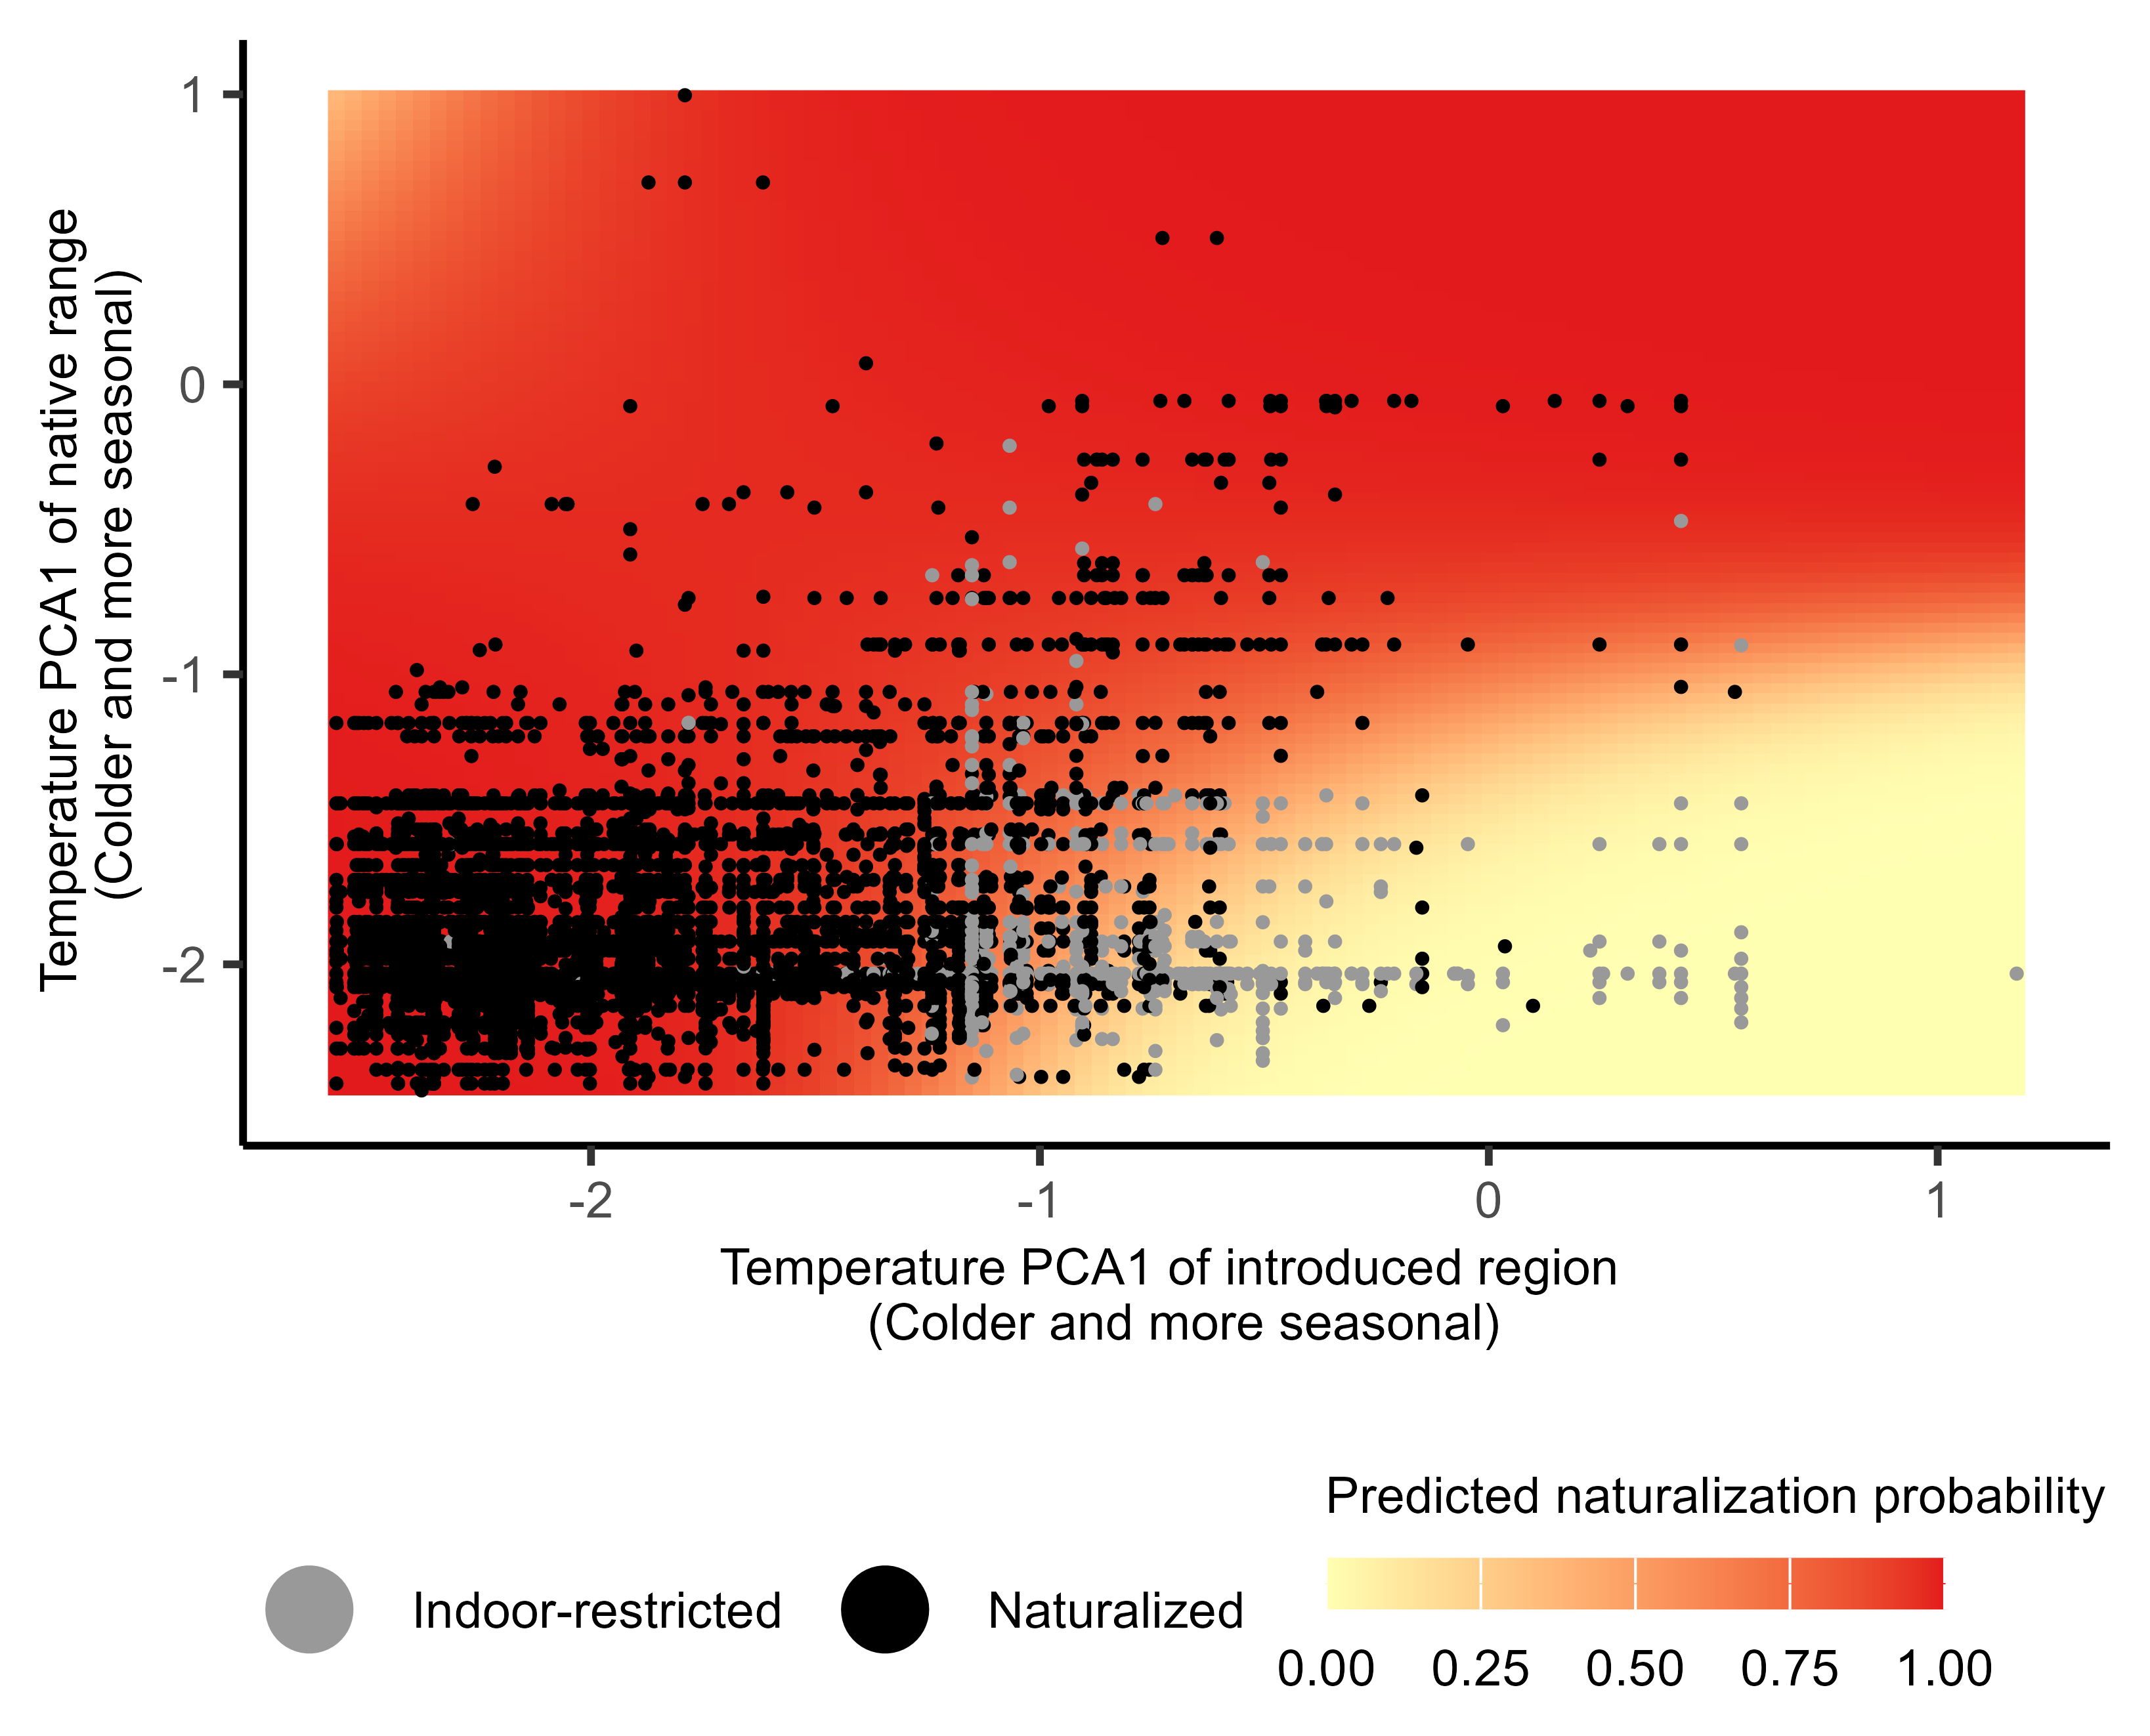 Temperature PCA1 of native range
(Colder and more seasonal)
1
0
-1
-2
-2
-1
0
1
Temperature PCA1 of introduced region
(Colder and more seasonal)
Predicted naturalization probability
Indoor-restricted
Naturalized
0.00
0.25
0.50
0.75
1.00